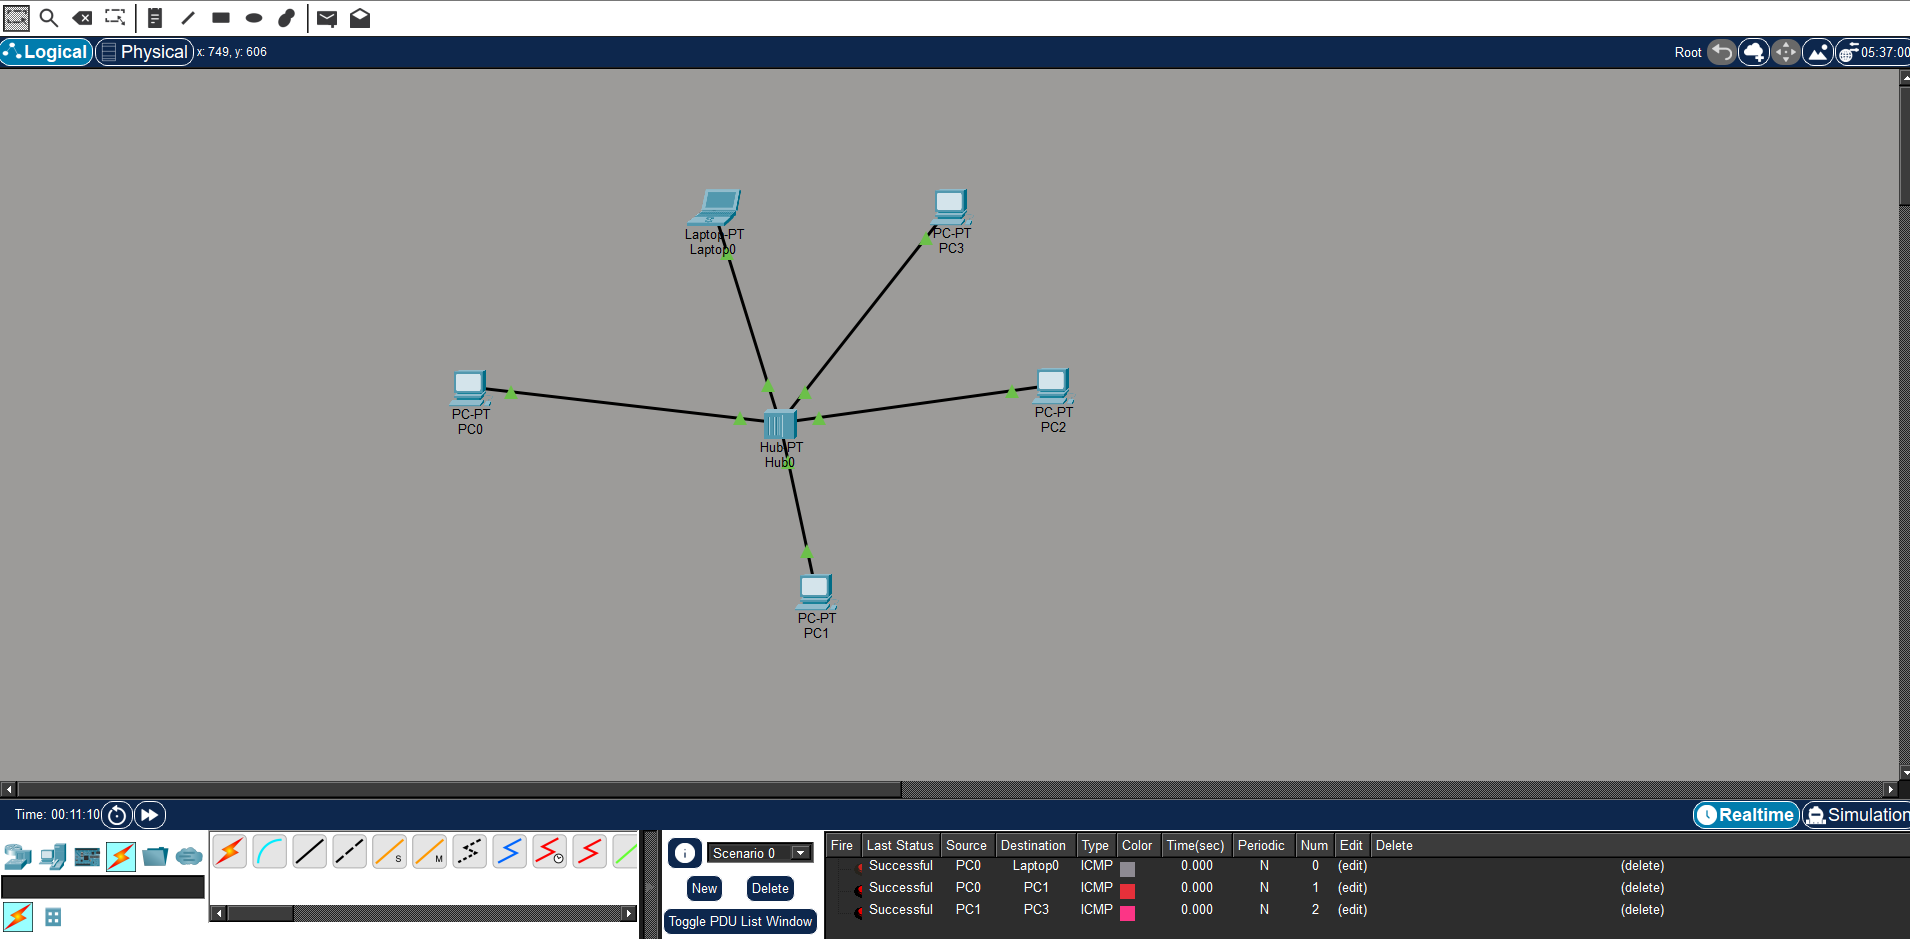 Logical Physical x: 749, y: 606 Root 05:37:00
Laptop-PT
Laptop0
PC-PT
PC3
PC-PT
PC0
PC-PT
PC2
Hub-PT
Hub0
PC-PT
PC1
Time: 00:11:10 Realtime Simulation
S M
Scenario 0
New Delete
Toggle PDU List Window
Fire Last Status Source Destination Type Color Time(sec) Periodic Num Edit Delete
Successful PC0 Laptop0 ICMP 0.000 N 0 (edit) (delete)
Successful PC0 PC1 ICMP 0.000 N 1 (edit) (delete)
Successful PC1 PC3 ICMP 0.000 N 2 (edit) (delete)